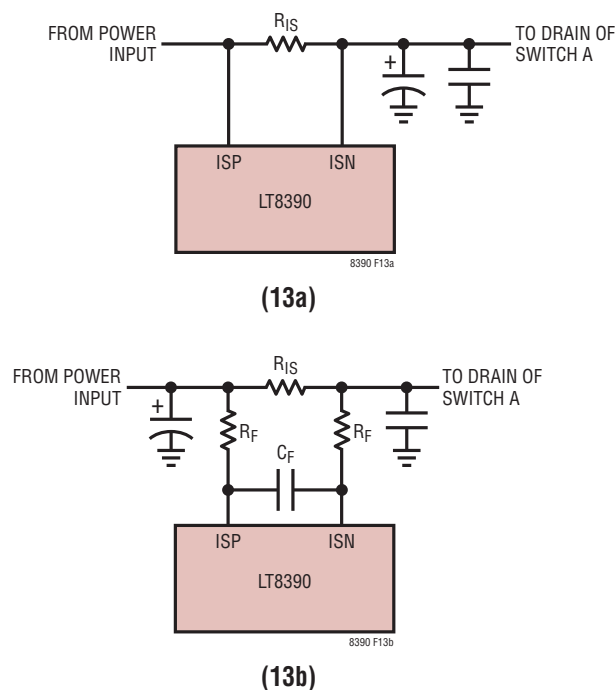 FROM POWER
INPUT
RIS
TO DRAIN OF
SWITCH A
+
ISP
ISN
LT8390
8390 F13a
(13a)
FROM POWER
INPUT
RIS
TO DRAIN OF
SWITCH A
+
RF
RF
CF
ISP
ISN
LT8390
8390 F13b
(13b)